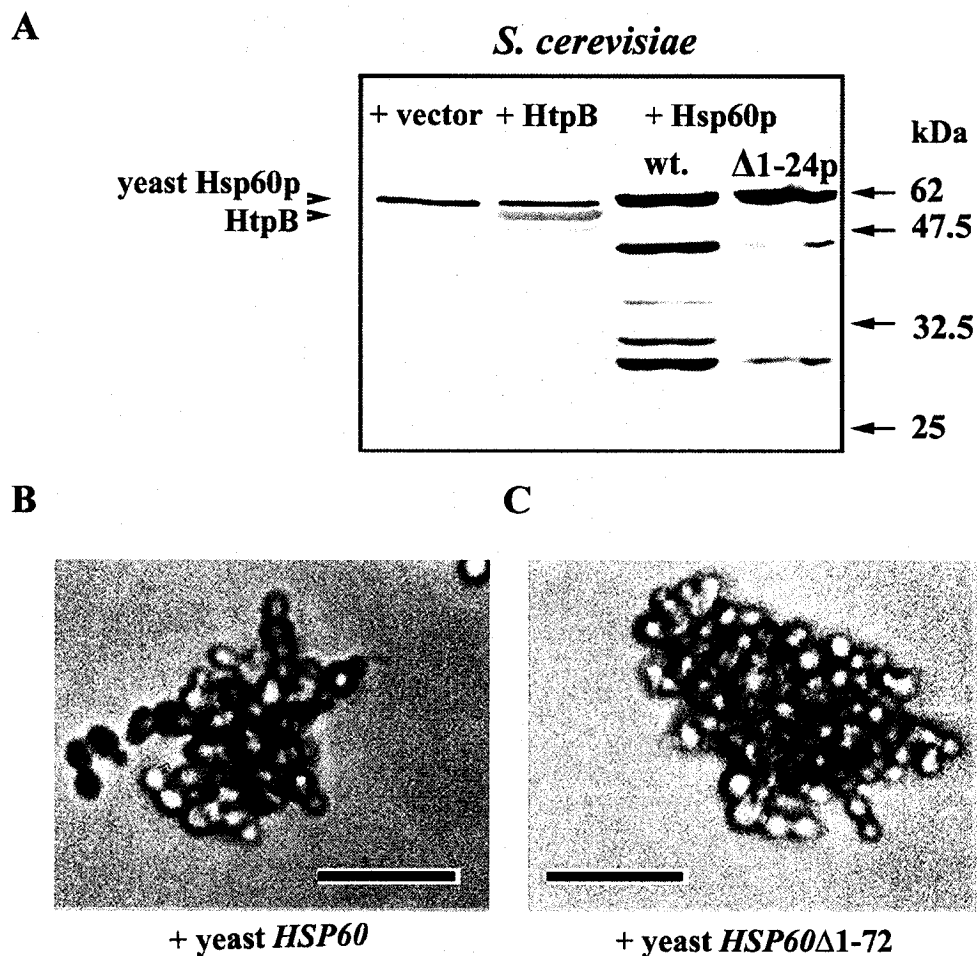 A
S. cerevisiae
+ vector + HtpB + Hsp60p kDa
wt. Δ1-24p
yeast Hsp60p
HtpB
62
47.5
32.5
25
B C
+ yeast HSP60 + yeast HSP60Δ1-72